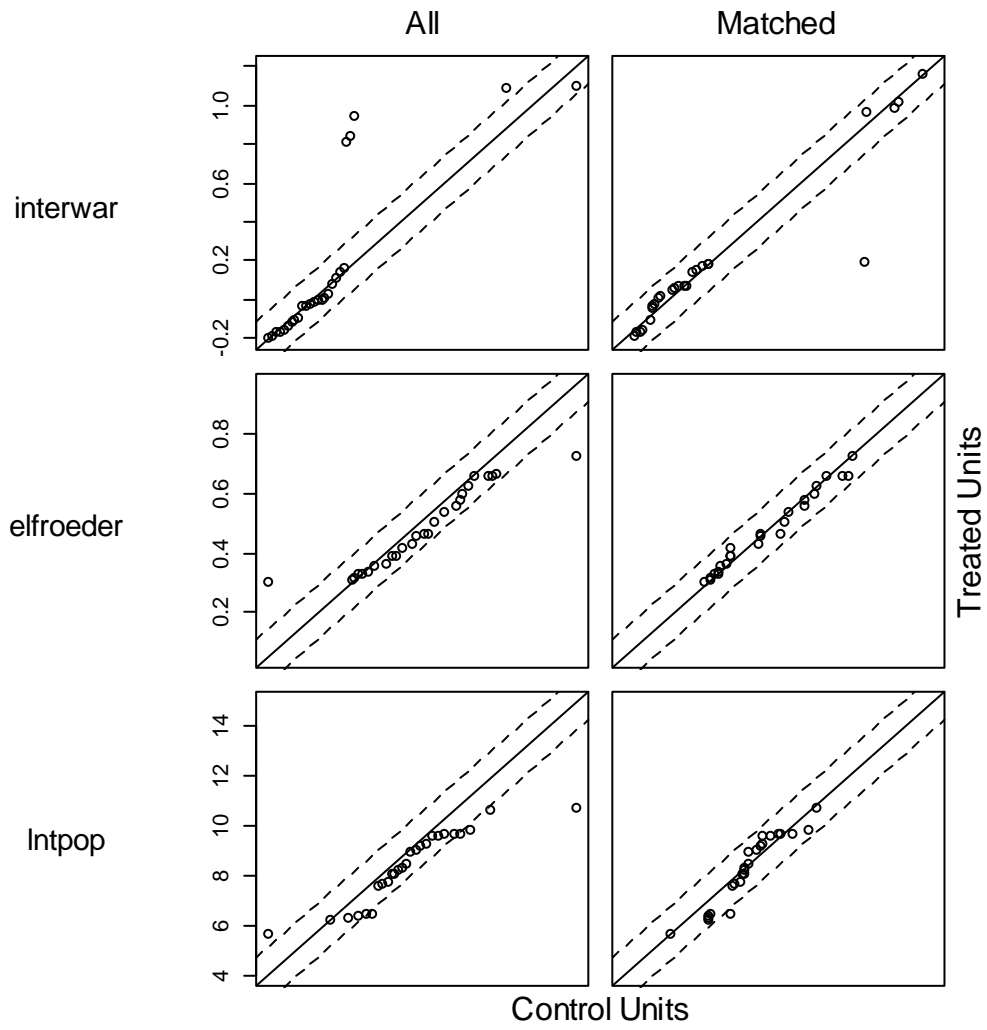 All Matched
interwar
-0.2 0.2 0.6 1.0
elfroeder
0.2 0.4 0.6 0.8
lntpop
4 6 8 10 12 14
Control Units
Treated Units